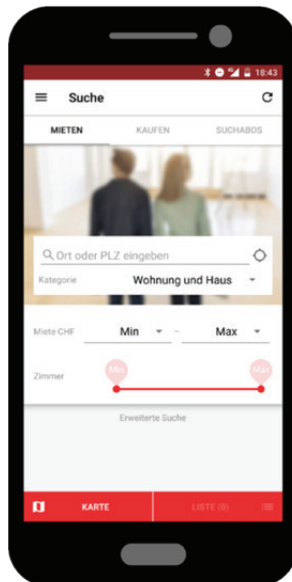 18:43
Suche
MIETEN KAUFEN SUCHABOS
Ort oder PLZ eingeben
Kategorie Wohnung und Haus
Miete CHF Min – Max
Zimmer Min Max
Erweiterte Suche
KARTE LISTE (0)